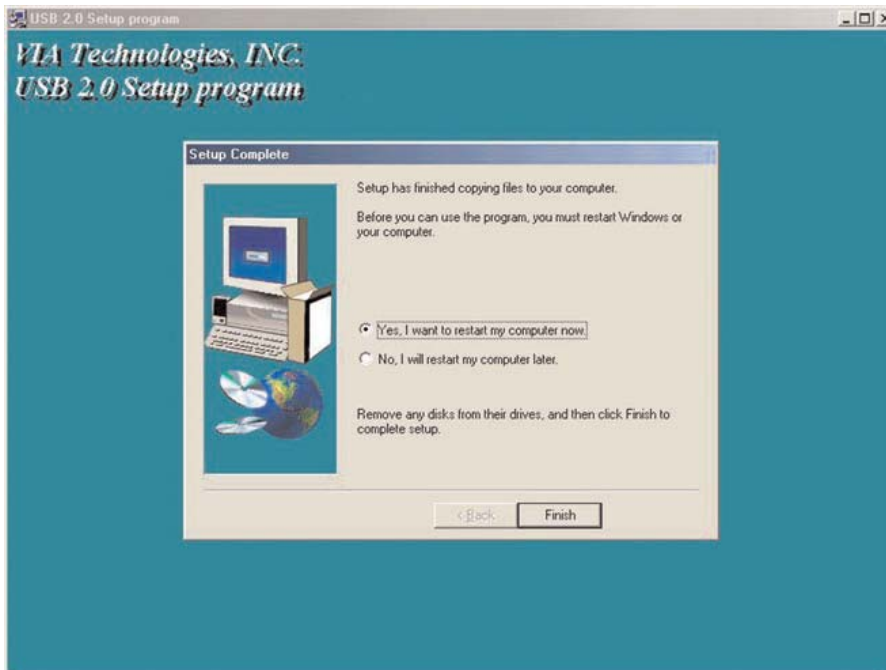 USB 2.0 Setup program
VIA Technologies, INC.
USB 2.0 Setup program
Setup Complete
Setup has finished copying files to your computer.
Before you can use the program, you must restart Windows or
your computer.
Yes, I want to restart my computer now.
No, I will restart my computer later.
Remove any disks from their drives, and then click Finish to
complete setup.
< Back
Finish